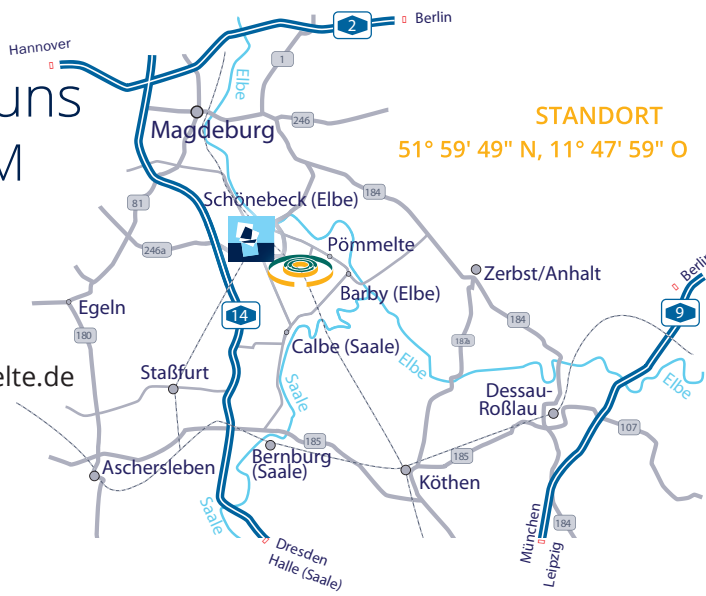 Berlin
2
Hannover
1
Elbe
uns
M
246
Magdeburg
STANDORT
51° 59' 49" N, 11° 47' 59" O
184
81
Schönebeck (Elbe)
246a
Pömmelte
Zerbst/Anhalt
Berlin
Barby (Elbe)
Egeln
14
9
184
180
187a
Calbe (Saale)
Elbe
Staßfurt
elte.de
Saale
Elbe
Dessau-
Roßlau
107
185
Bernburg
(Saale)
185
Aschersleben
Köthen
Saale
184
Dresden
Halle (Saale)
München
Leipzig